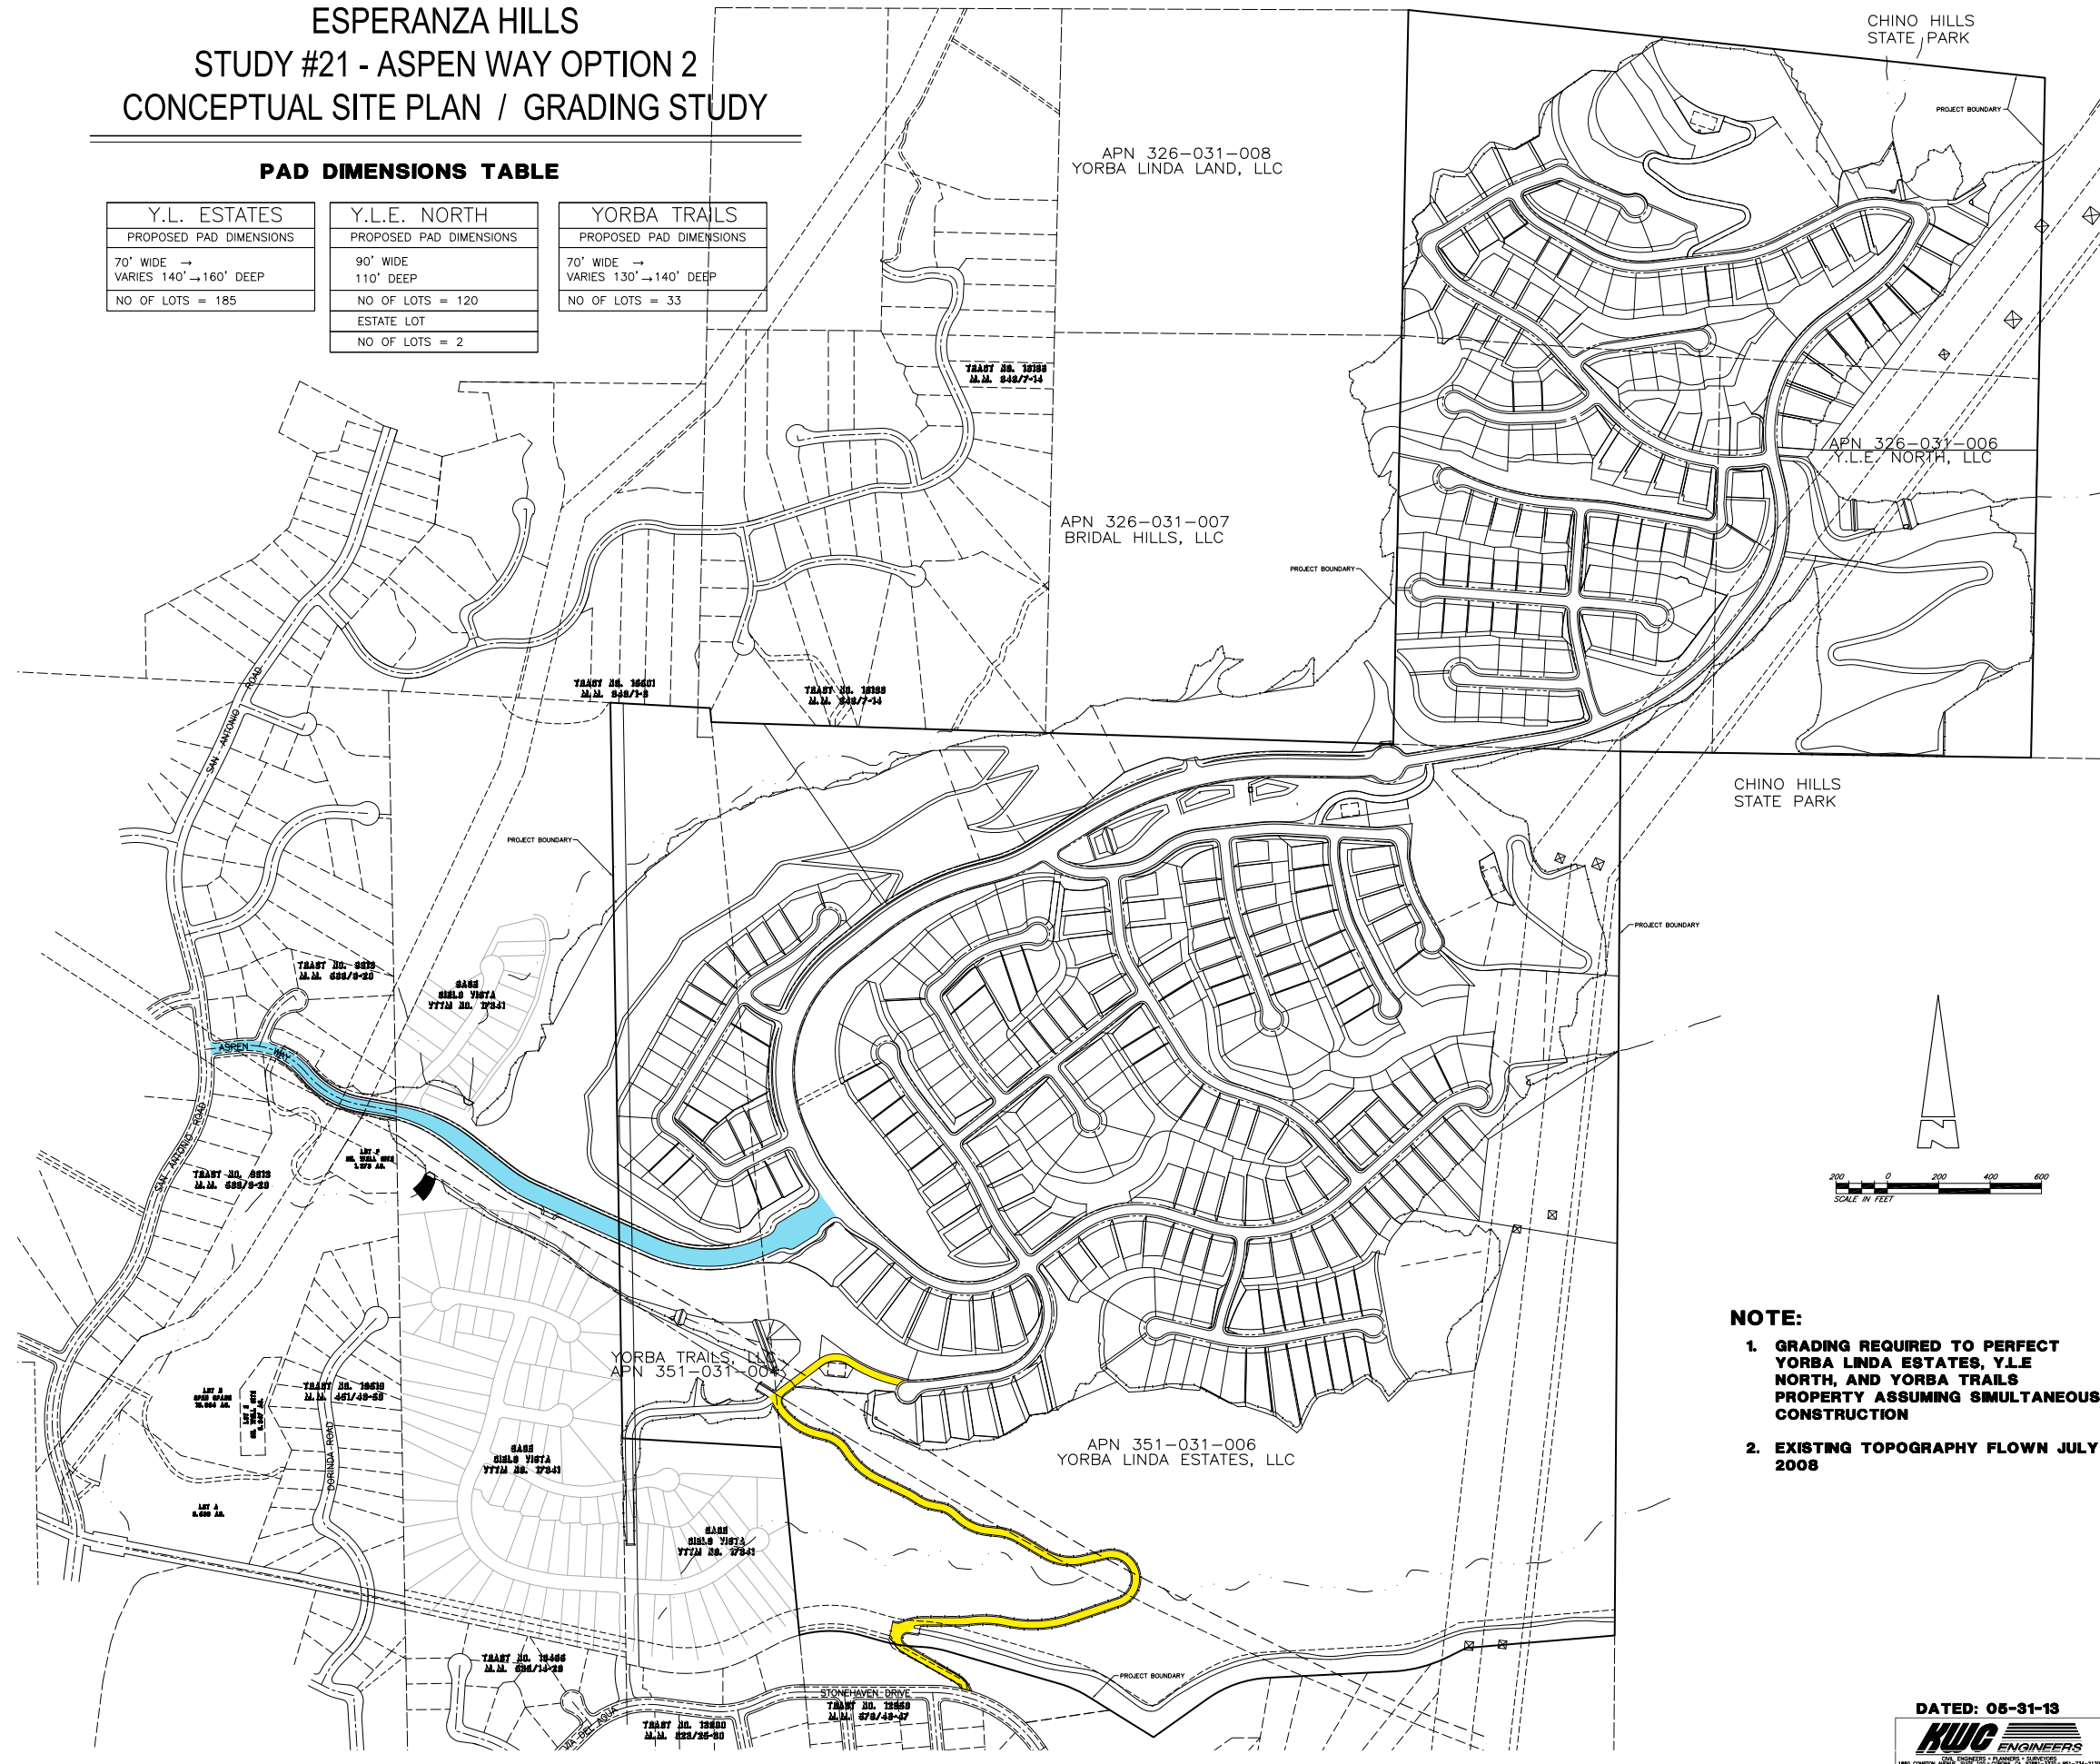 ESPERANZA HILLS
STUDY #21 - ASPEN WAY OPTION 2
CONCEPTUAL SITE PLAN / GRADING STUDY
PAD DIMENSIONS TABLE
Y.L. ESTATES
PROPOSED PAD DIMENSIONS
70' WIDE →
VARIES 140'→160' DEEP
NO OF LOTS = 185
Y.L.E. NORTH
PROPOSED PAD DIMENSIONS
90' WIDE
110' DEEP
NO OF LOTS = 120
ESTATE LOT
NO OF LOTS = 2
YORBA TRAILS
PROPOSED PAD DIMENSIONS
70' WIDE →
VARIES 130'→140' DEEP
NO OF LOTS = 33
CHINO HILLS
STATE PARK
PROJECT BOUNDARY
APN 326-031-008
YORBA LINDA LAND, LLC
APN 326-031-006
Y.L.E. NORTH, LLC
APN 326-031-007
BRIDAL HILLS, LLC
PROJECT BOUNDARY
SAN ANTONIO ROAD
CHINO HILLS
STATE PARK
PROJECT BOUNDARY
PROJECT BOUNDARY
ASPEN WAY
SAN ANTONIO ROAD
200 0 200 400 600
SCALE IN FEET
N
YORBA TRAILS, LLC
APN 351-031-004
DORINDA ROAD
APN 351-031-006
YORBA LINDA ESTATES, LLC
NOTE:
1. GRADING REQUIRED TO PERFECT
YORBA LINDA ESTATES, Y.L.E
NORTH, AND YORBA TRAILS
PROPERTY ASSUMING SIMULTANEOUS
CONSTRUCTION
2. EXISTING TOPOGRAPHY FLOWN JULY
2008
PROJECT BOUNDARY
STONEHAVEN DRIVE
VIA DEL AGUA
DATED: 05-31-13
KWC ENGINEERS
CIVIL ENGINEERS • PLANNERS • SURVEYORS